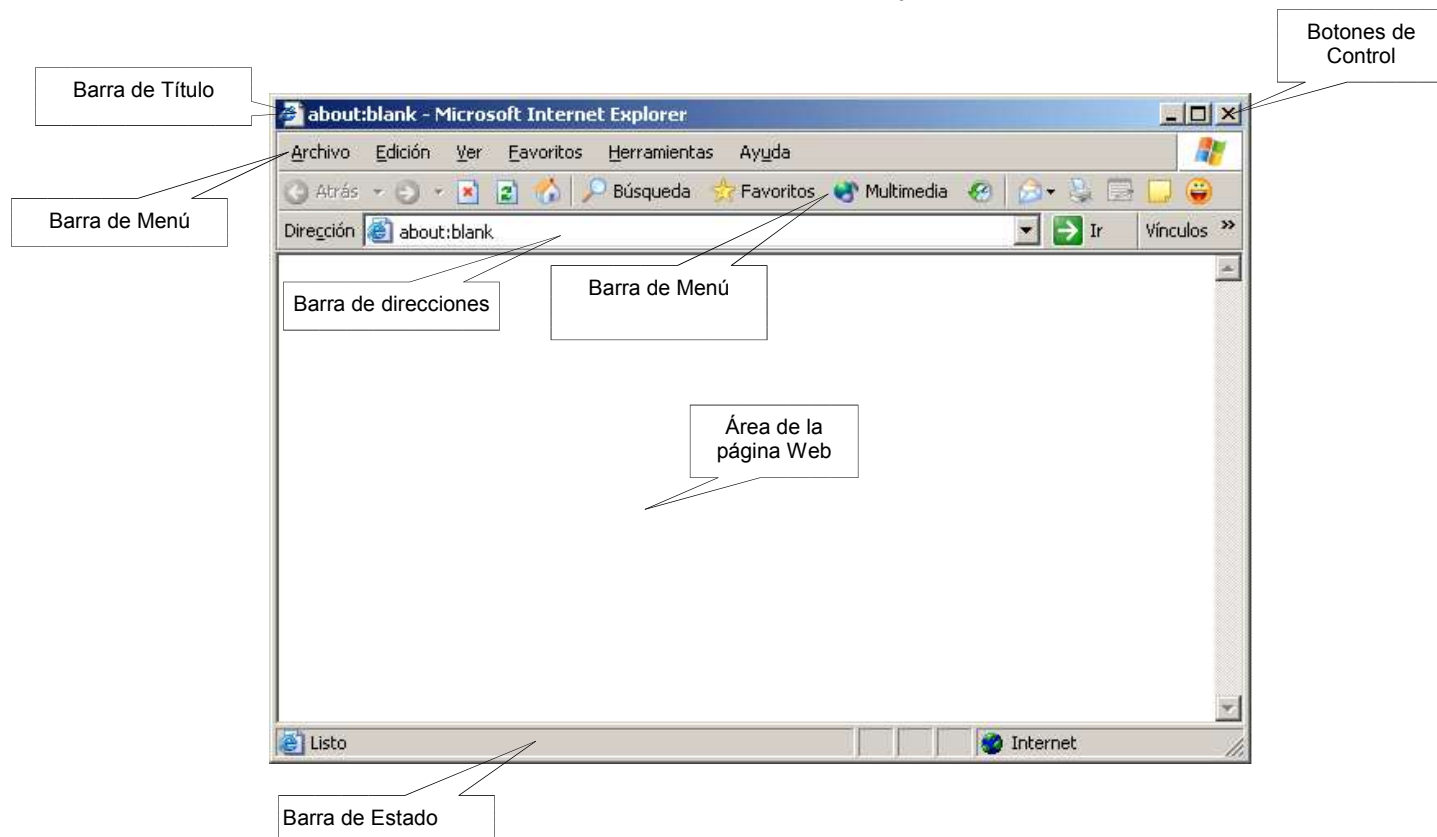 Botones de
Control
Barra de Título
about:blank - Microsoft Internet Explorer
Archivo Edición Ver Favoritos Herramientas Ayuda
Atrás Búsqueda Favoritos Multimedia
Barra de Menú
Dirección about:blank Ir Vínculos »
Barra de direcciones
Barra de Menú
Área de la
página Web
Listo Internet
Barra de Estado